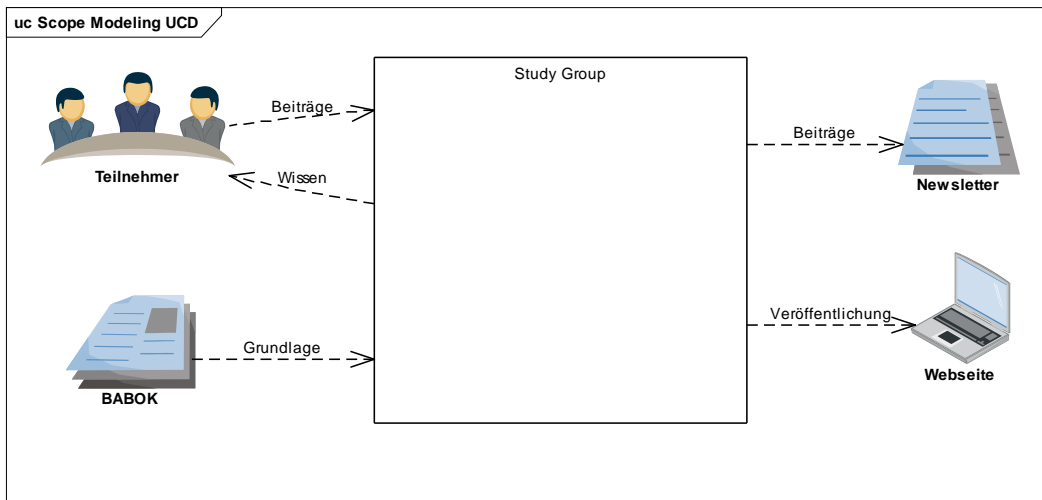 uc Scope Modeling UCD
Study Group
Beiträge
Teilnehmer
Wissen
Beiträge
Newsletter
Grundlage
BABOK
Veröffentlichung
Webseite